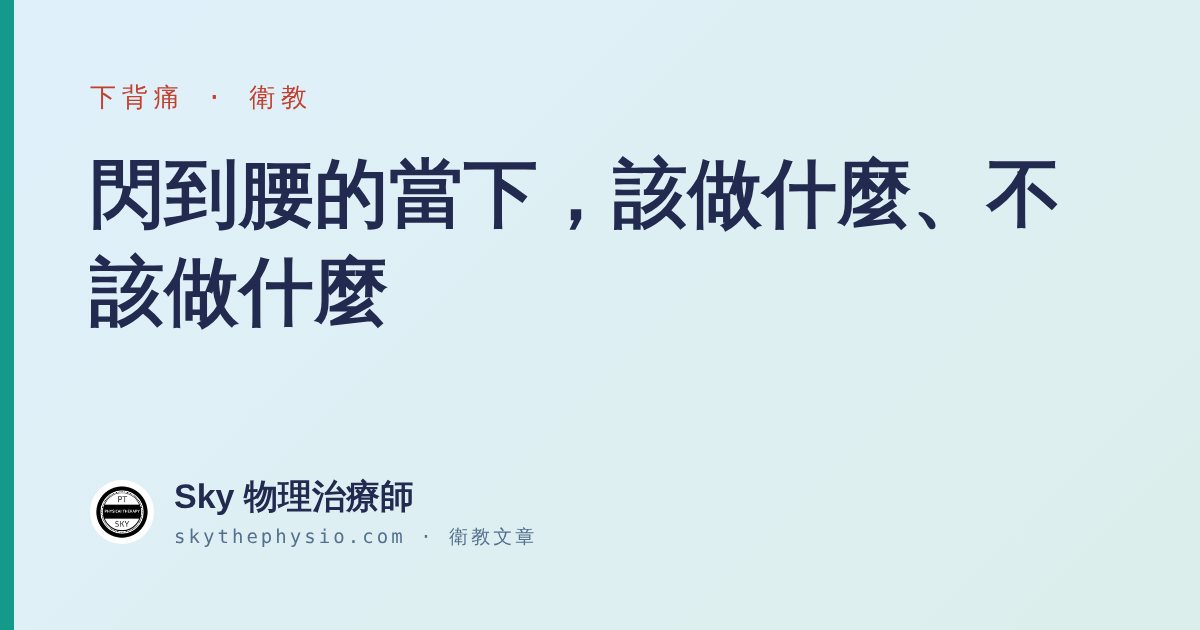 下背痛 · 衛教
閃到腰的當下，該做什麼、不
該做什麼
PT
PHYSICAL THERAPY
SKY
Sky 物理治療師
skythephysio.com · 衛教文章